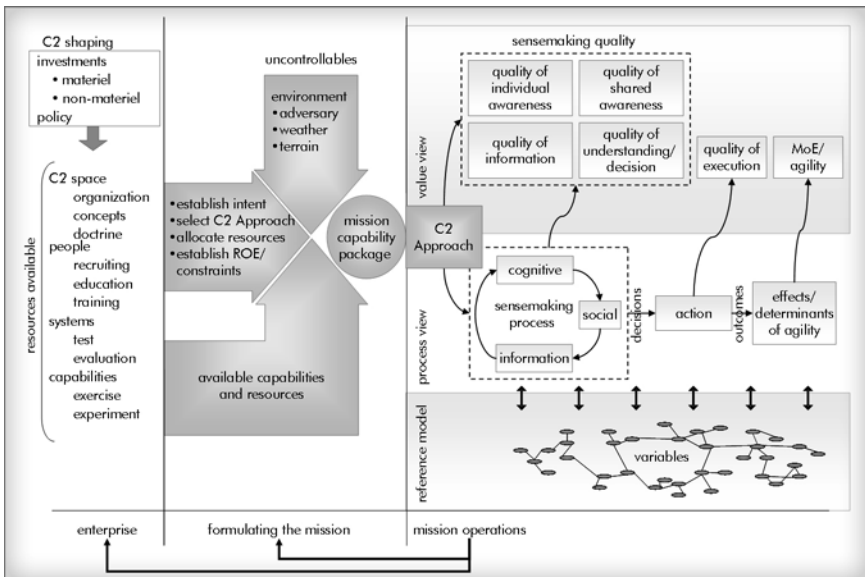 C2 shaping
investments
• materiel
• non-materiel
policy
resources available
C2 space
organization
concepts
doctrine
people
recruiting
education
training
systems
test
evaluation
capabilities
exercise
experiment
uncontrollables
environment
•adversary
•weather
•terrain
•establish intent
•select C2 Approach
•allocate resources
•establish ROE/
constraints
mission
capability
package
available capabilities
and resources
value view
sensemaking quality
quality of
individual
awareness
quality of
shared
awareness
quality of
information
quality of
understanding/
decision
quality of
execution
MoE/
agility
C2
Approach
process view
cognitive
sensemaking
process
social
information
decisions
action
outcomes
effects/
determinants
of agility
reference model
variables
enterprise
formulating the mission
mission operations